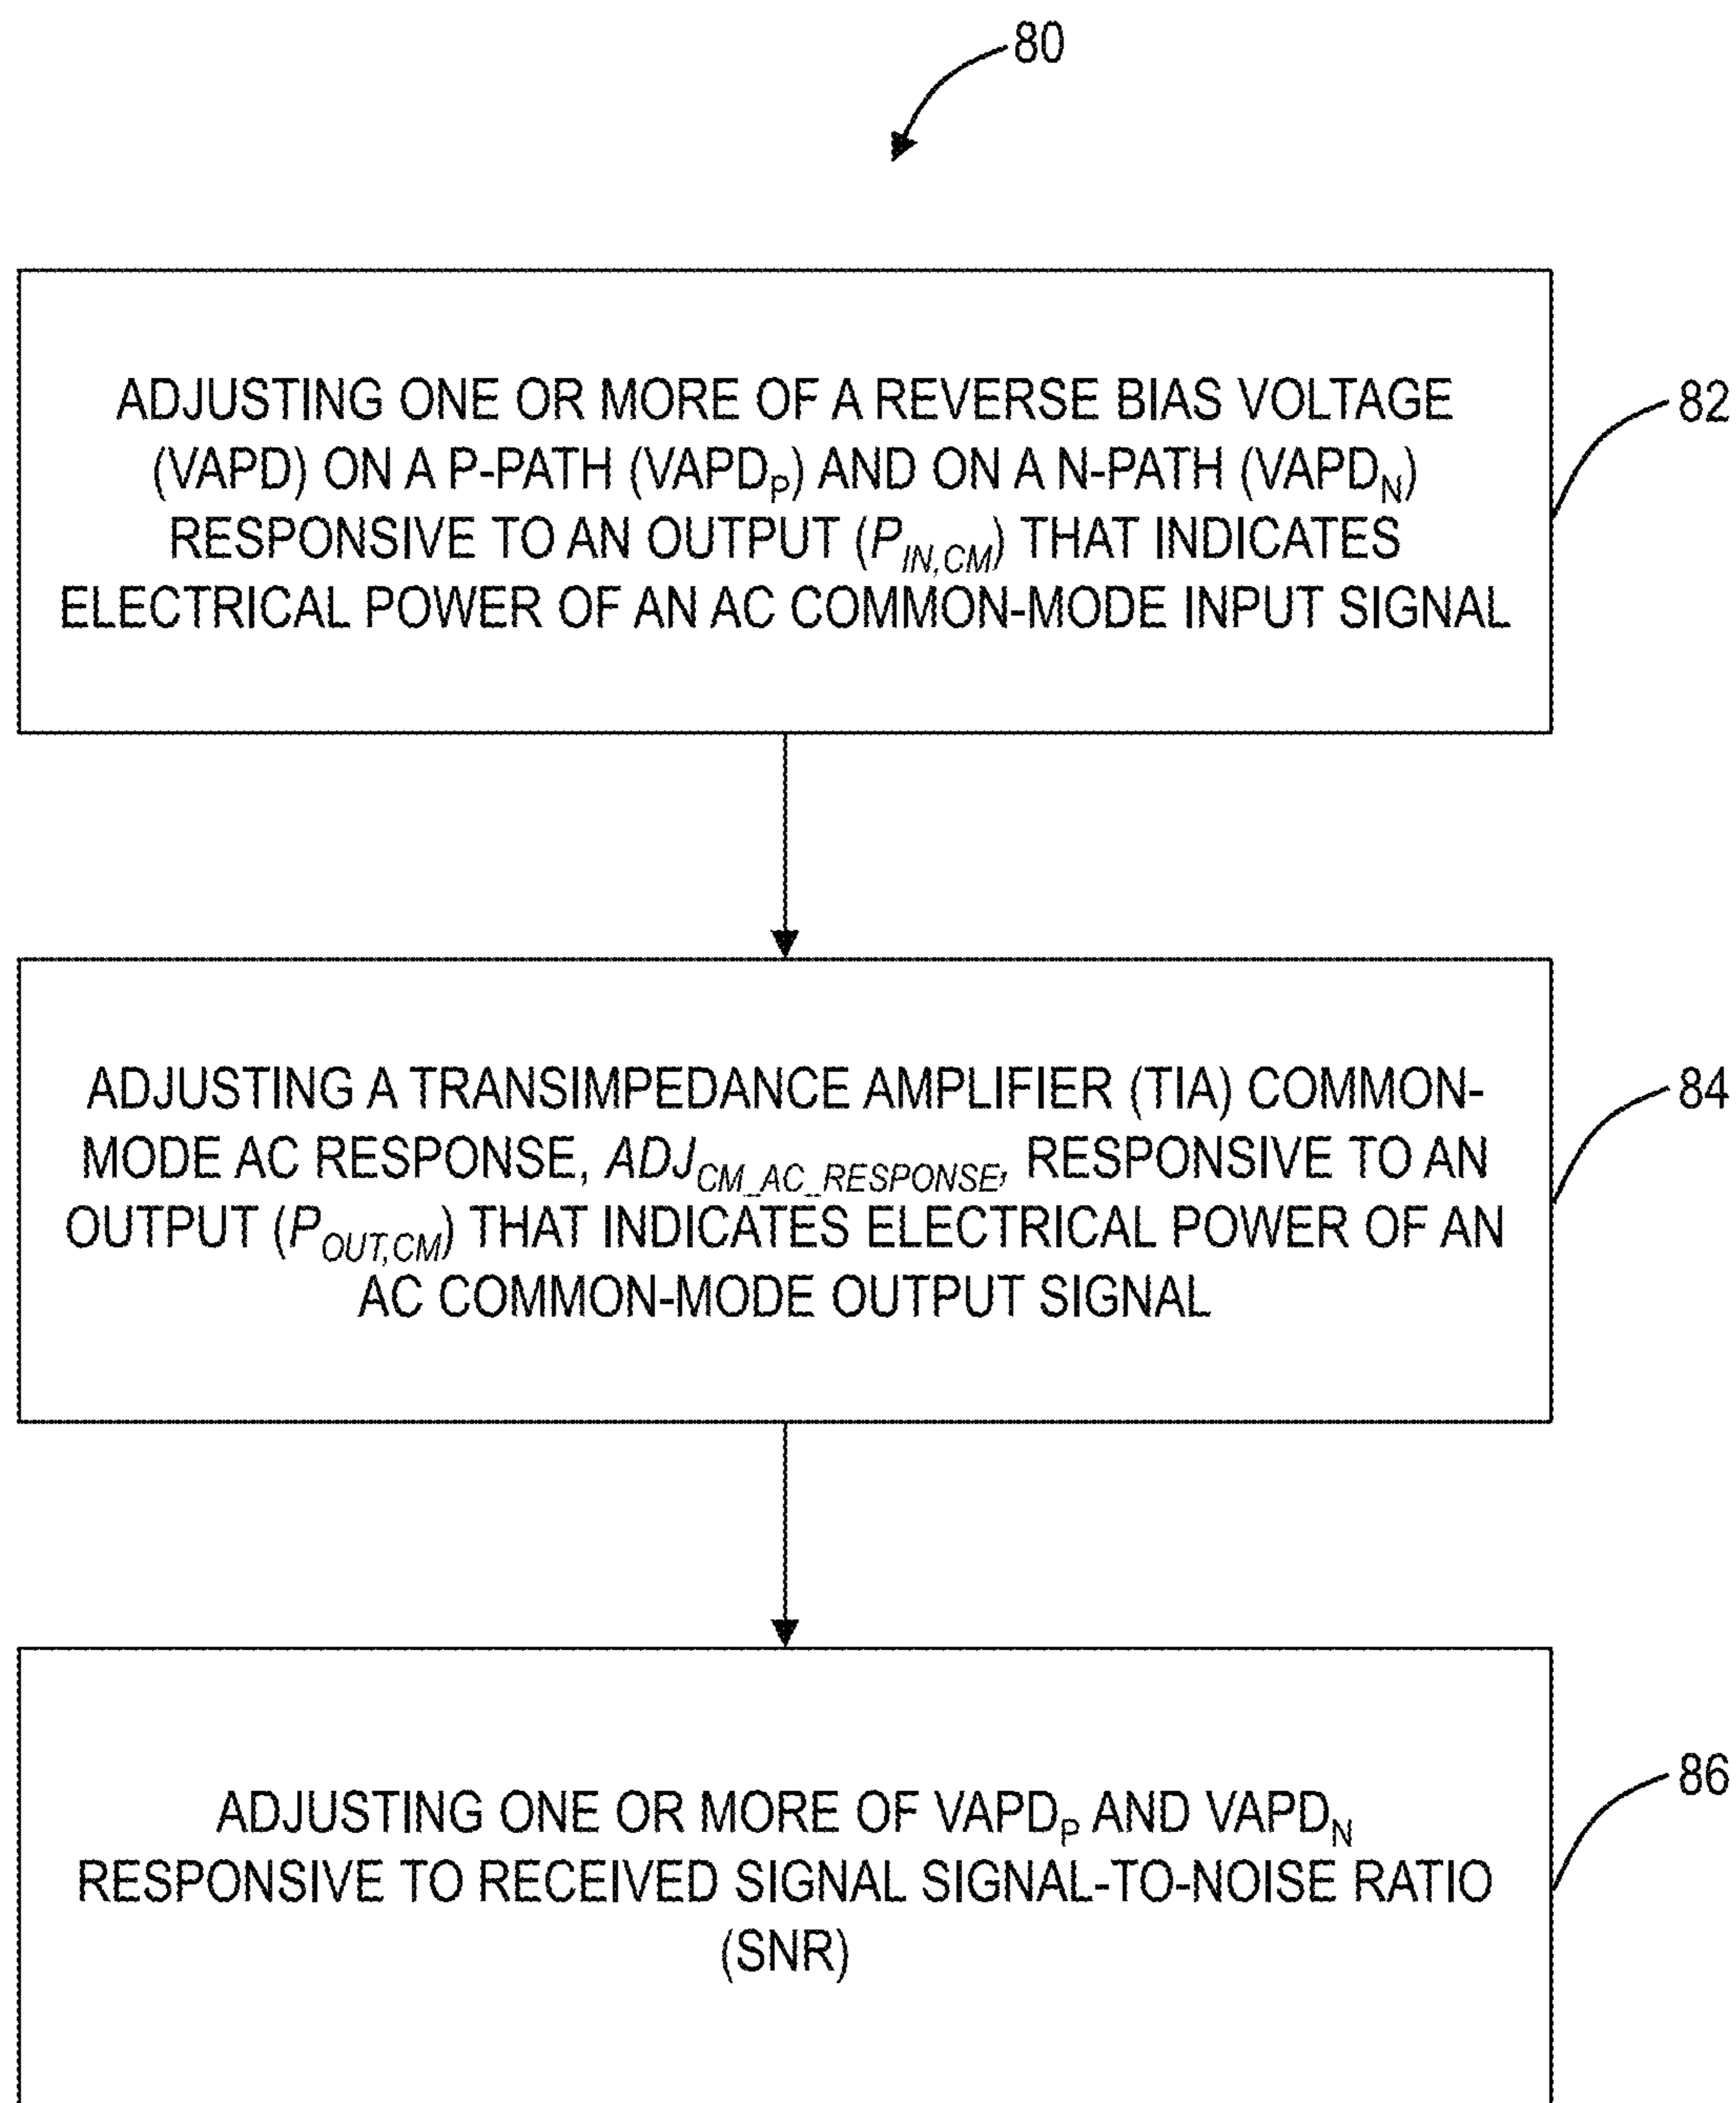 80
ADJUSTING ONE OR MORE OF A REVERSE BIAS VOLTAGE
(VAPD) ON A P-PATH (VAPDP) AND ON A N-PATH (VAPDN)
RESPONSIVE TO AN OUTPUT (PIN,CM) THAT INDICATES
ELECTRICAL POWER OF AN AC COMMON-MODE INPUT SIGNAL
82
ADJUSTING A TRANSIMPEDANCE AMPLIFIER (TIA) COMMON-
MODE AC RESPONSE, ADJCM_AC_RESPONSE, RESPONSIVE TO AN
OUTPUT (POUT,CM) THAT INDICATES ELECTRICAL POWER OF AN
AC COMMON-MODE OUTPUT SIGNAL
84
ADJUSTING ONE OR MORE OF VAPDP AND VAPDN
RESPONSIVE TO RECEIVED SIGNAL SIGNAL-TO-NOISE RATIO
(SNR)
86